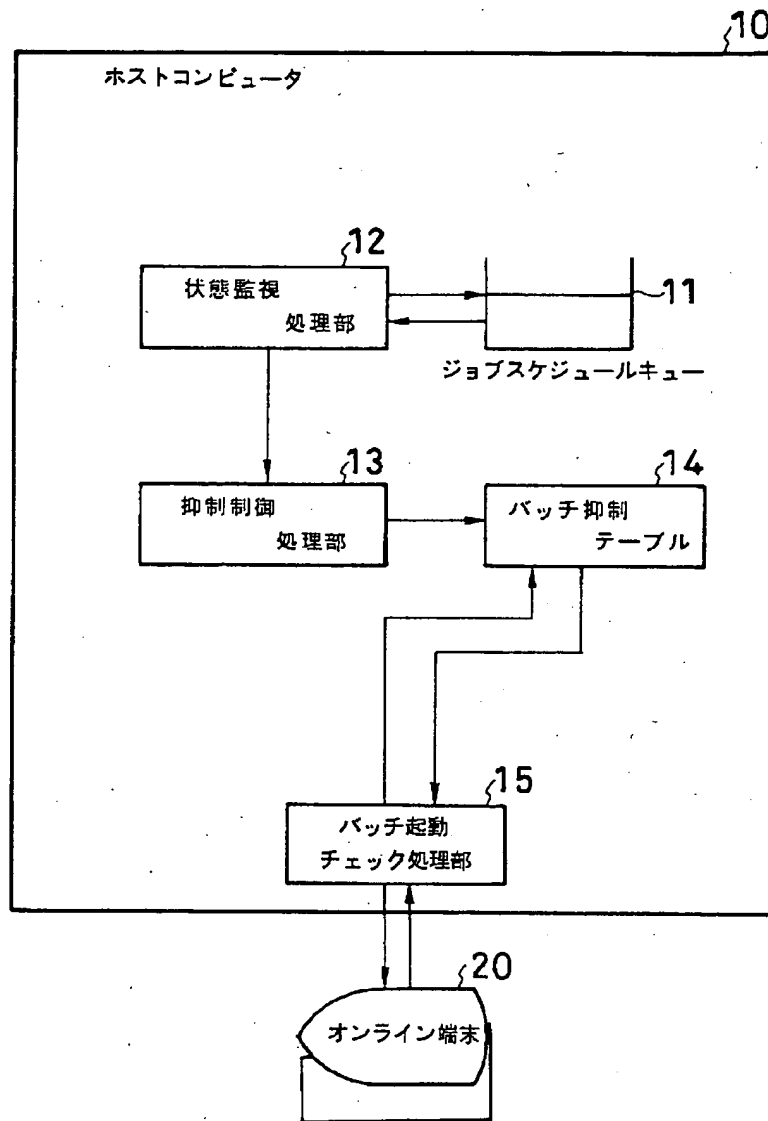 10
ホストコンピュータ
12
状態監視
処理部
11
ジョブスケジュールキュー
13
抑制制御
処理部
14
バッチ抑制
テーブル
15
バッチ起動
チェック処理部
20
オンライン端末